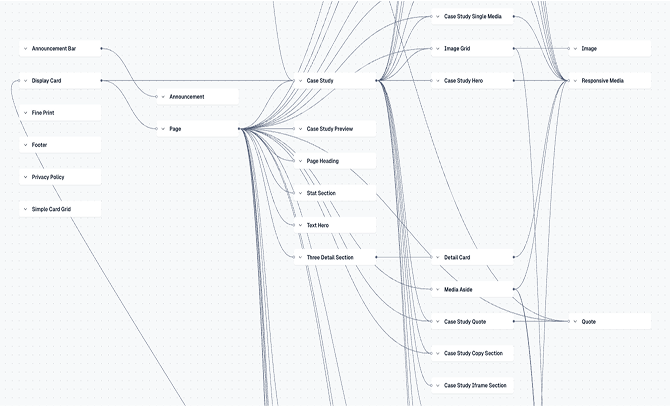 Announcement Bar
Display Card
Fine Print
Footer
Privacy Policy
Simple Card Grid
Announcement
Page
Case Study
Case Study Preview
Page Heading
Stat Section
Text Hero
Three Detail Section
Case Study Single Media
Image Grid
Case Study Hero
Detail Card
Media Aside
Case Study Quote
Case Study Copy Section
Case Study Iframe Section
Image
Responsive Media
Quote